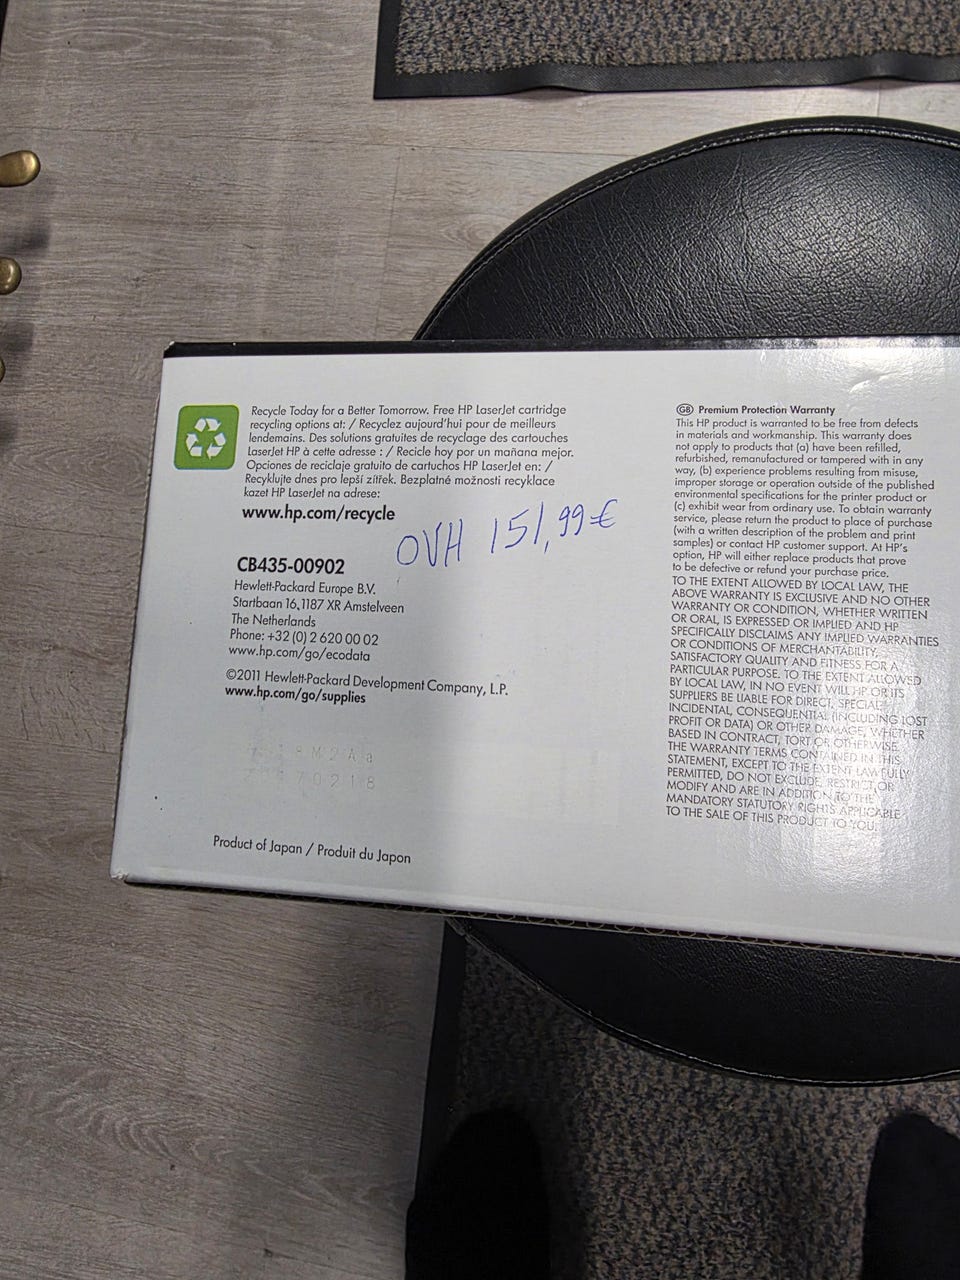 Recycle Today for a Better Tomorrow. Free HP LaserJet cartridge
recycling options at: / Recyclez aujourd'hui pour de meilleurs
lendemains. Des solutions gratuites de recyclage des cartouches
LaserJet HP à cette adresse : / Recicle hoy por un mañana mejor.
Opciones de reciclaje gratuito de cartuchos HP LaserJet en: /
Recyklujte dnes pro lepší zítřek. Bezplatné možnosti recyklace
kazet HP LaserJet na adrese:
www.hp.com/recycle
OVH 151,99€
CB435-00902
Hewlett-Packard Europe B.V.
Startbaan 16, 1187 XR Amstelveen
The Netherlands
Phone: +32 (0) 2 620 00 02
www.hp.com/go/ecodata
©2011 Hewlett-Packard Development Company, L.P.
www.hp.com/go/supplies
Product of Japan / Produit du Japon
GB Premium Protection Warranty
This HP product is warranted to be free from defects
in materials and workmanship. This warranty does
not apply to products that (a) have been refilled,
refurbished, remanufactured or tampered with in any
way, (b) experience problems resulting from misuse,
improper storage or operation outside of the published
environmental specifications for the printer product or
(c) exhibit wear from ordinary use. To obtain warranty
service, please return the product to place of purchase
(with a written description of the problem and print
samples) or contact HP customer support. At HP's
option, HP will either replace products that prove
to be defective or refund your purchase price.
TO THE EXTENT ALLOWED BY LOCAL LAW, THE
ABOVE WARRANTY IS EXCLUSIVE AND NO OTHER
WARRANTY OR CONDITION, WHETHER WRITTEN
OR ORAL, IS EXPRESSED OR IMPLIED AND HP
SPECIFICALLY DISCLAIMS ANY IMPLIED WARRANTIES
OR CONDITIONS OF MERCHANTABILITY,
SATISFACTORY QUALITY AND FITNESS FOR A
PARTICULAR PURPOSE. TO THE EXTENT ALLOWED
BY LOCAL LAW, IN NO EVENT WILL HP OR ITS
SUPPLIERS BE LIABLE FOR DIRECT, SPECIAL,
INCIDENTAL, CONSEQUENTIAL (INCLUDING LOST
PROFIT OR DATA) OR OTHER DAMAGE, WHETHER
BASED IN CONTRACT, TORT OR OTHERWISE.
THE WARRANTY TERMS CONTAINED IN THIS
STATEMENT, EXCEPT TO THE EXTENT LAWFULLY
PERMITTED, DO NOT EXCLUDE, RESTRICT OR
MODIFY AND ARE IN ADDITION TO THE
MANDATORY STATUTORY RIGHTS APPLICABLE
TO THE SALE OF THIS PRODUCT TO YOU.